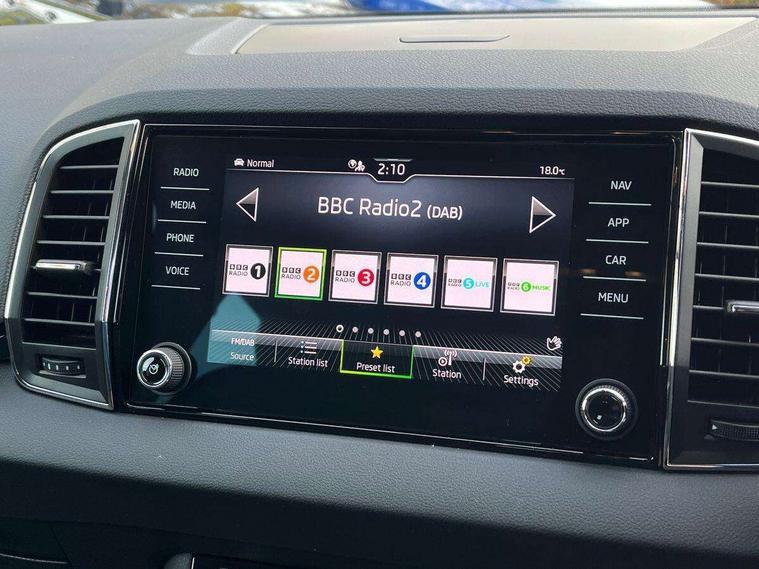 Normal
2:10
18.0°c
RADIO
MEDIA
PHONE
VOICE
NAV
APP
CAR
MENU
BBC Radio2 (DAB)
BBC RADIO 1
BBC RADIO 2
BBC RADIO 3
BBC RADIO 4
BBC RADIO 5 LIVE
BBC RADIO 6 MUSIC
FM/DAB
Source
Station list
Preset list
Station
Settings